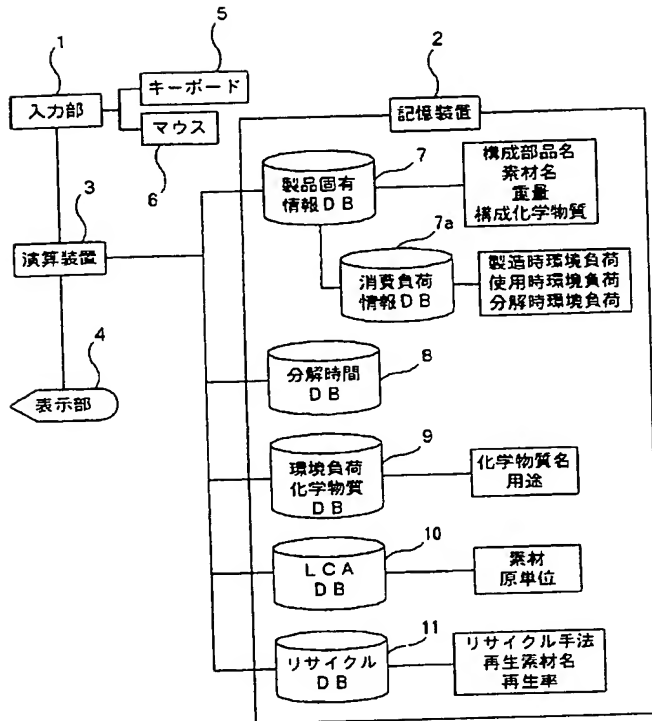 5
1
キーボード
2
入力部
マウス
記憶装置
6
7
構成部品名
素材名
重量
構成化学物質
製品固有
情報DB
3
7a
演算装置
消費負荷
情報DB
製造時環境負荷
使用時環境負荷
分解時環境負荷
4
表示部
8
分解時間
DB
9
環境負荷
化学物質
DB
化学物質名
用途
10
LCA
DB
素材
原単位
11
リサイクル
DB
リサイクル手法
再生素材名
再生率